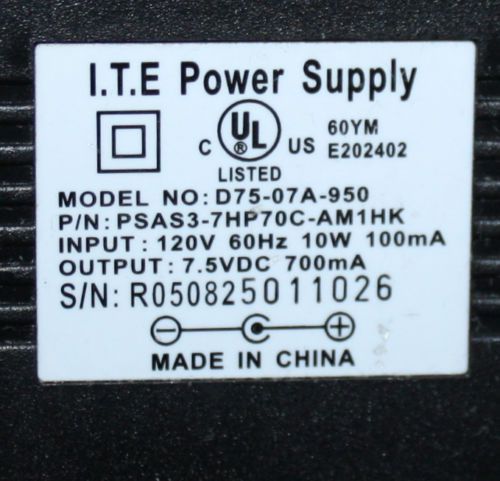 I.T.E Power Supply
C UL US
LISTED
60YM
E202402
MODEL NO: D75-07A-950
P/N: PSAS3-7HP70C-AM1HK
INPUT: 120V 60Hz 10W 100mA
OUTPUT: 7.5VDC 700mA
S/N: R050825011026
MADE IN CHINA